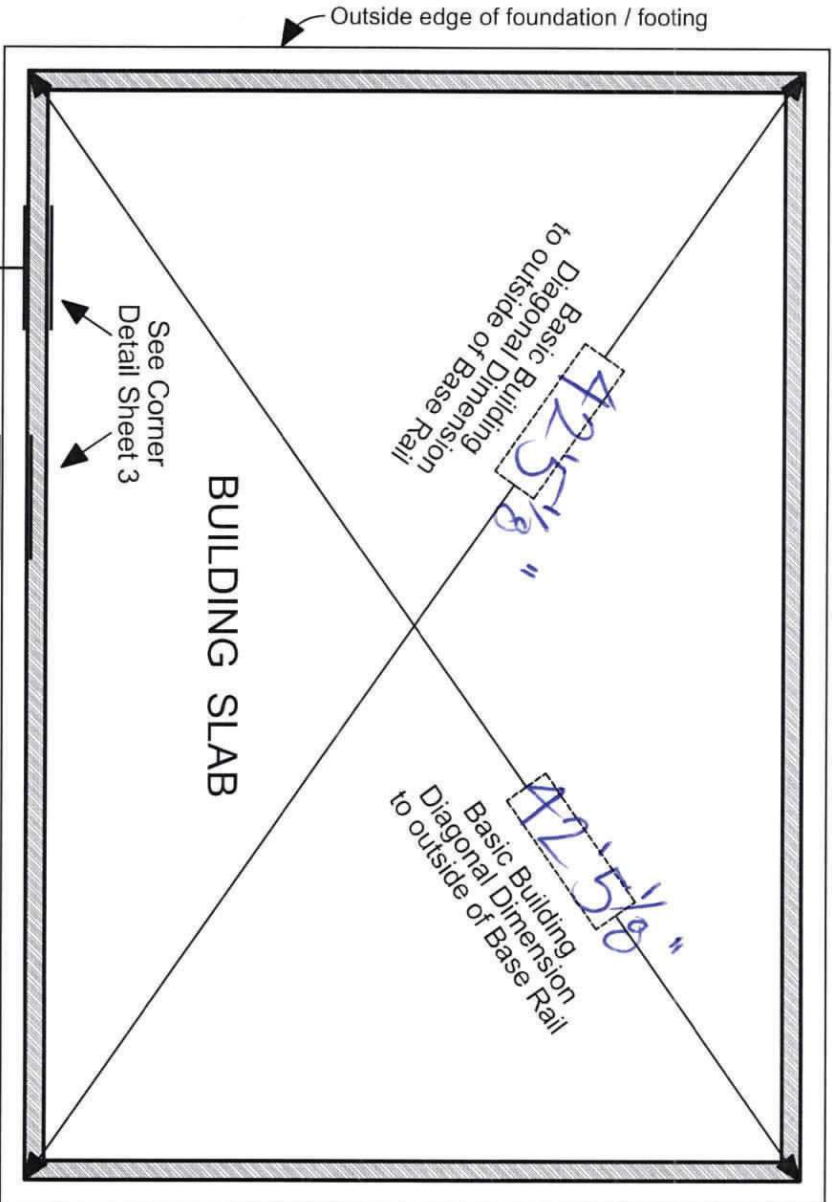 Outside edge of foundation / footing
Basic Building
Diagonal Dimension
to outside of Base Rail
42'5 1/8"
Basic Building
Diagonal Dimension
to outside of Base Rail
42'5 1/8"
See Corner
Detail Sheet 3
BUILDING SLAB